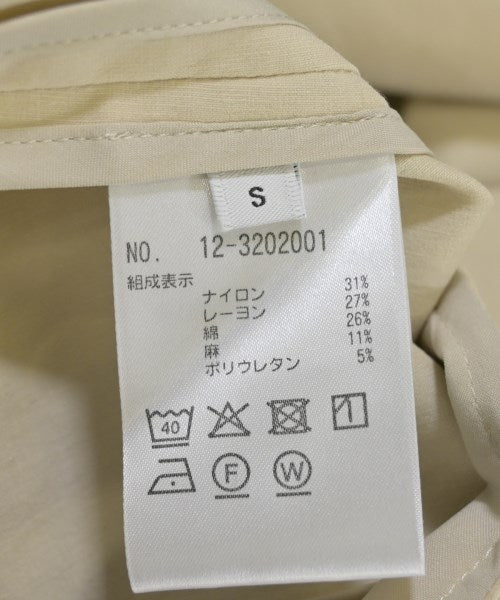 S
NO. 12-3202001
組成表示
ナイロン 31%
レーヨン 27%
綿 26%
麻 11%
ポリウレタン 5%
40
F W